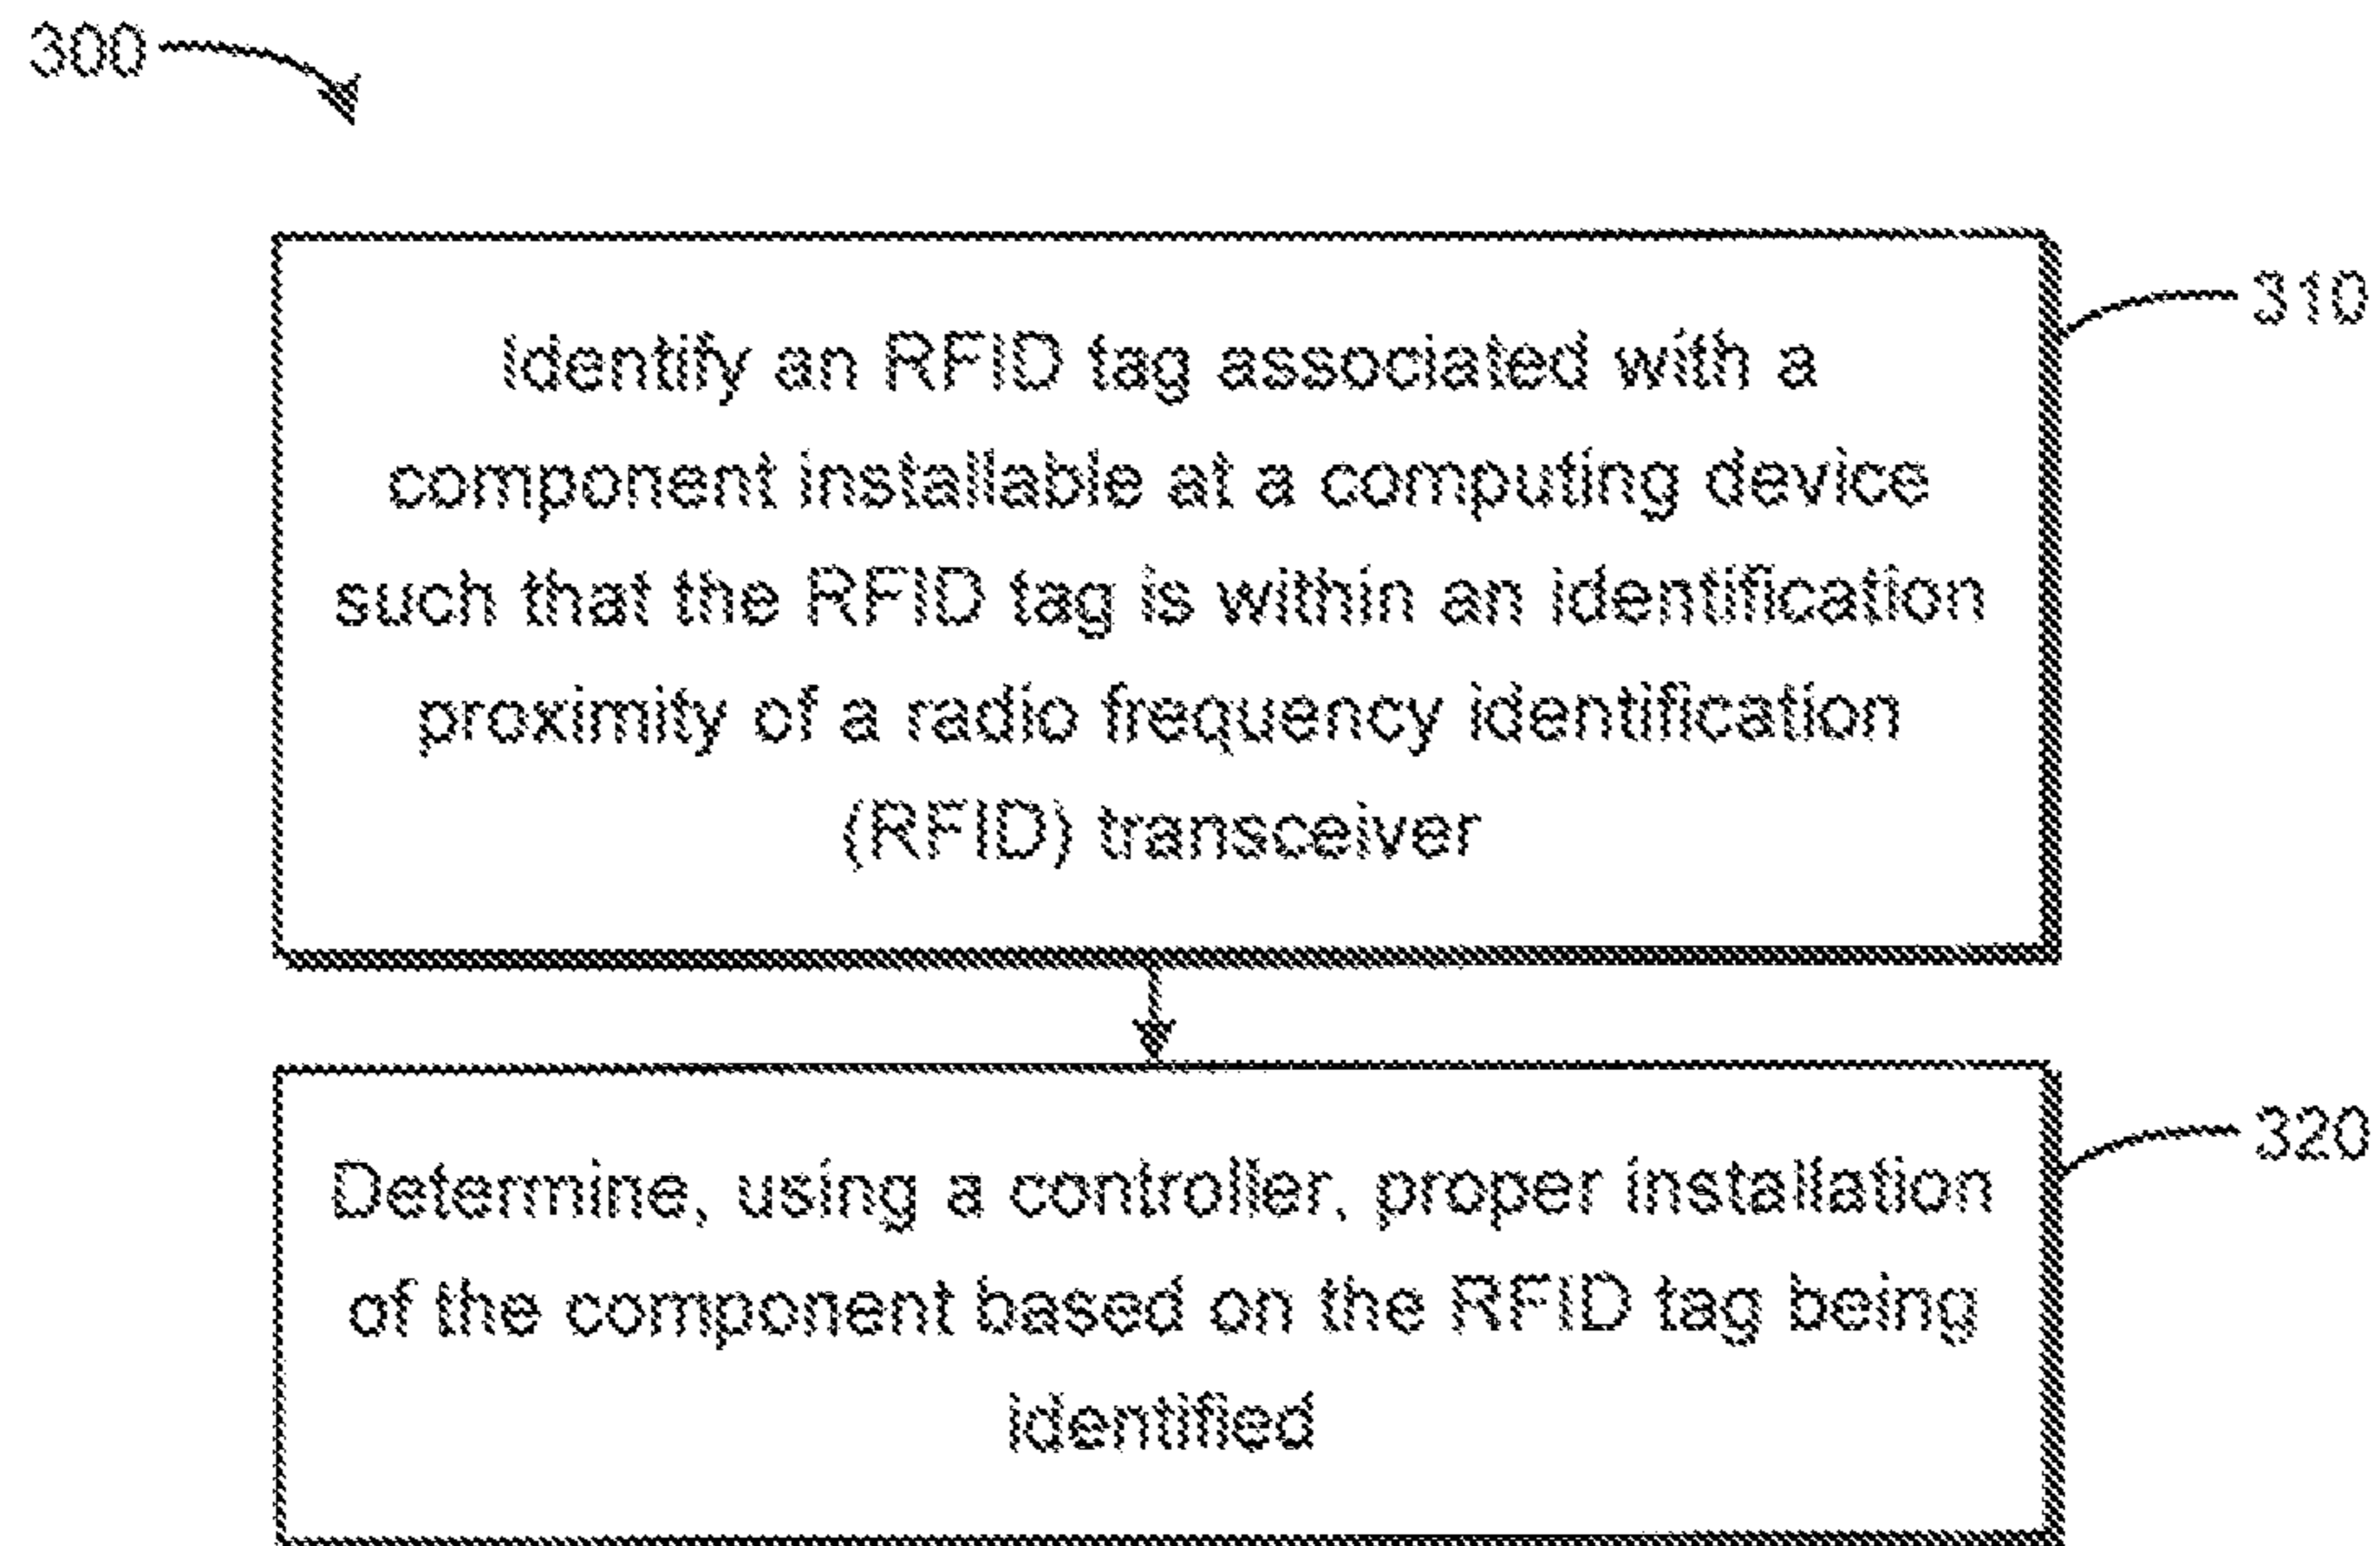 300
310
Identify an RFID tag associated with a
component installable at a computing device
such that the RFID tag is within an identification
proximity of a radio frequency identification
(RFID) transceiver
320
Determine, using a controller, proper installation
of the component based on the RFID tag being
identified